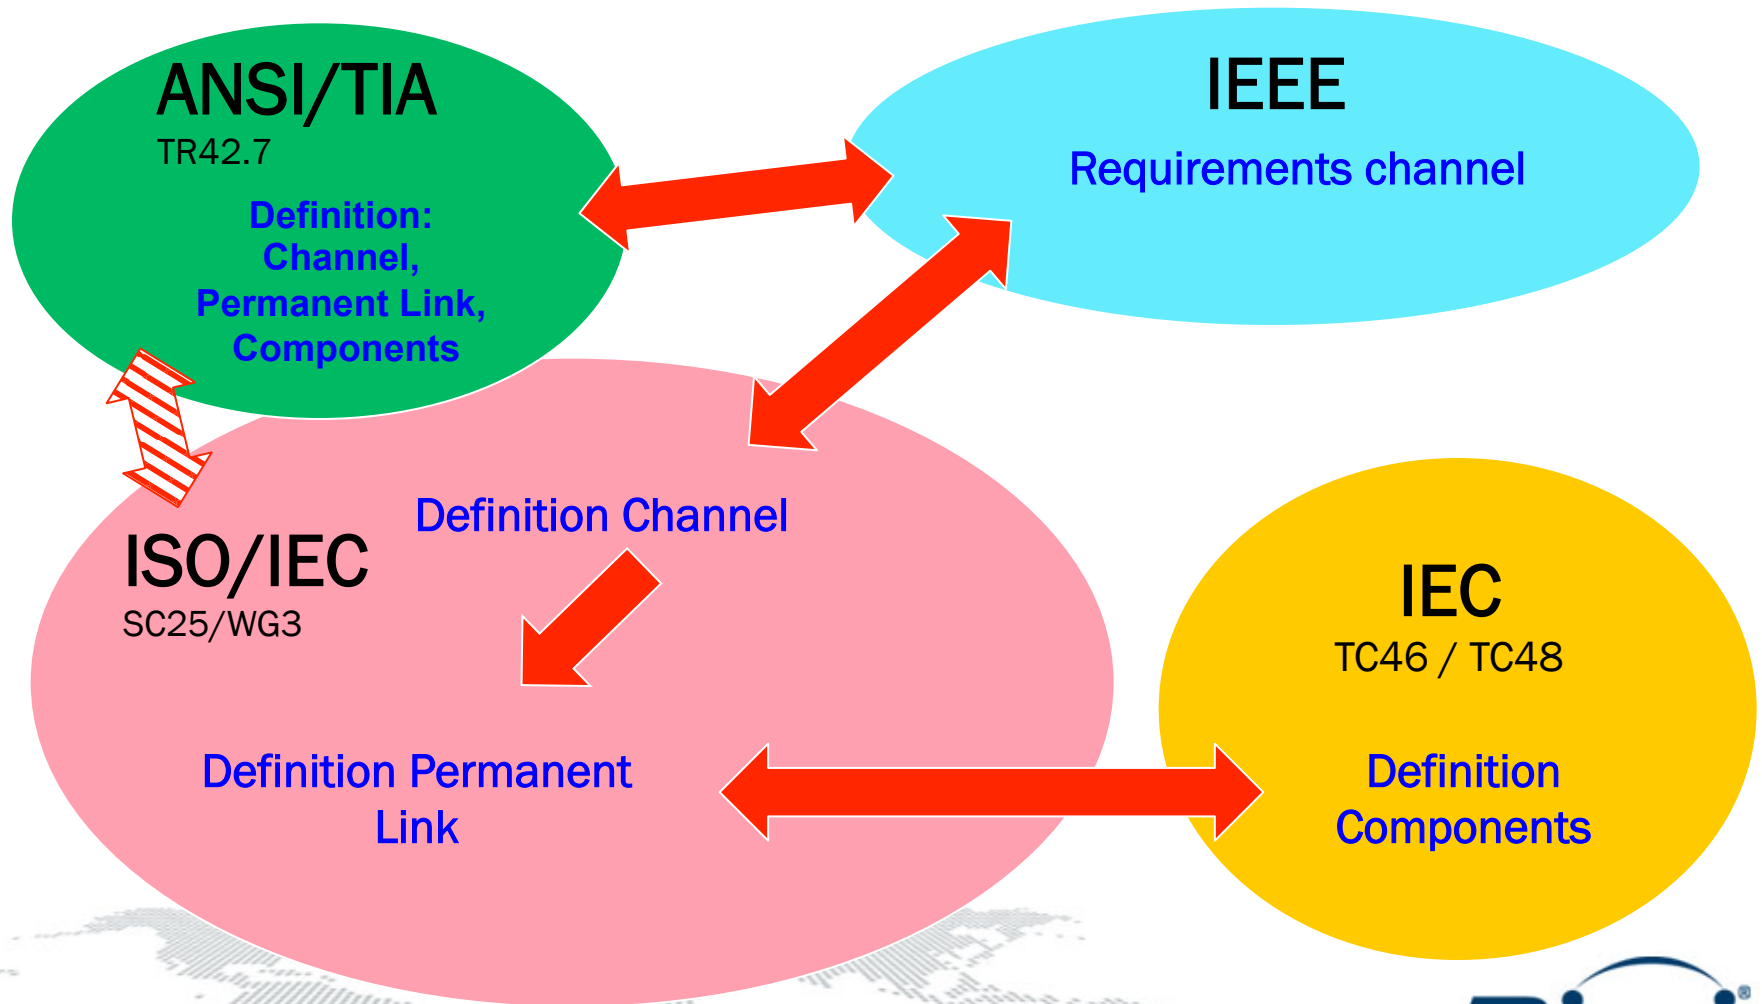 ANSI/TIA
TR42.7
Definition:
Channel,
Permanent Link,
Components
IEEE
Requirements channel
Definition Channel
ISO/IEC
SC25/WG3
Definition Permanent
Link
IEC
TC46 / TC48
Definition
Components
®